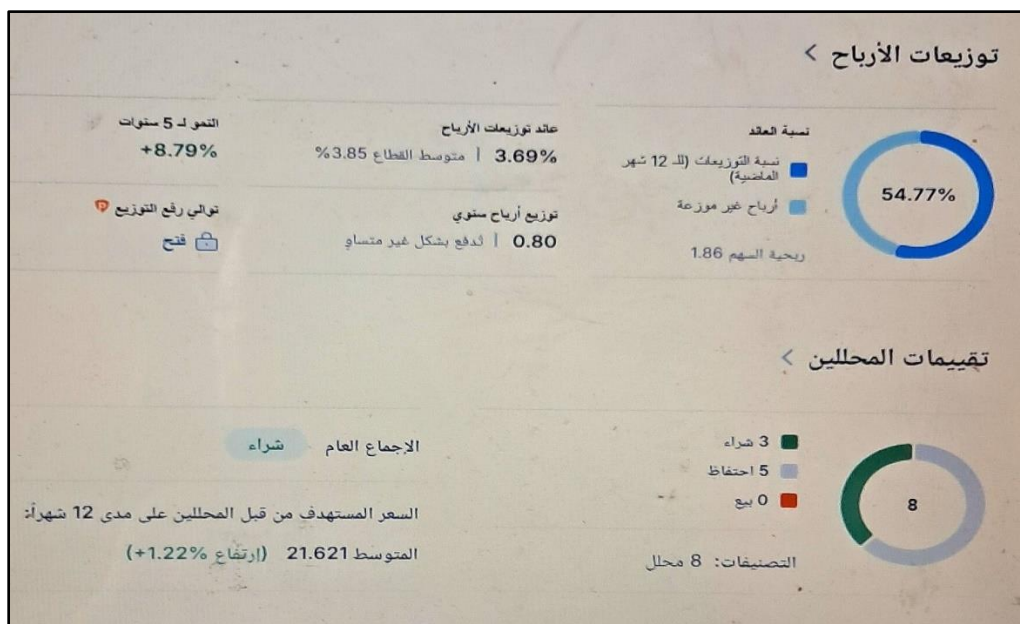 توزيعات الأرباح
54.77%
نسبة العائد
نسبة التوزيعات (للـ 12 شهر
الماضية)
أرباح غير موزعة
ربحية السهم 1.86
عائد توزيعات الأرباح
3.69% | متوسط القطاع 3.85%
توزيع أرباح سنوي
0.80 | تُدفع بشكل غير متساوٍ
النمو لـ 5 سنوات
+8.79%
توالي رفع التوزيع
فتح
تقييمات المحللين
8
3 شراء
5 احتفاظ
0 بيع
التصنيفات: 8 محلل
الإجماع العام شراء
السعر المستهدف من قبل المحللين على مدى 12 شهراً:
المتوسط 21.621 (إرتفاع %1.22+)